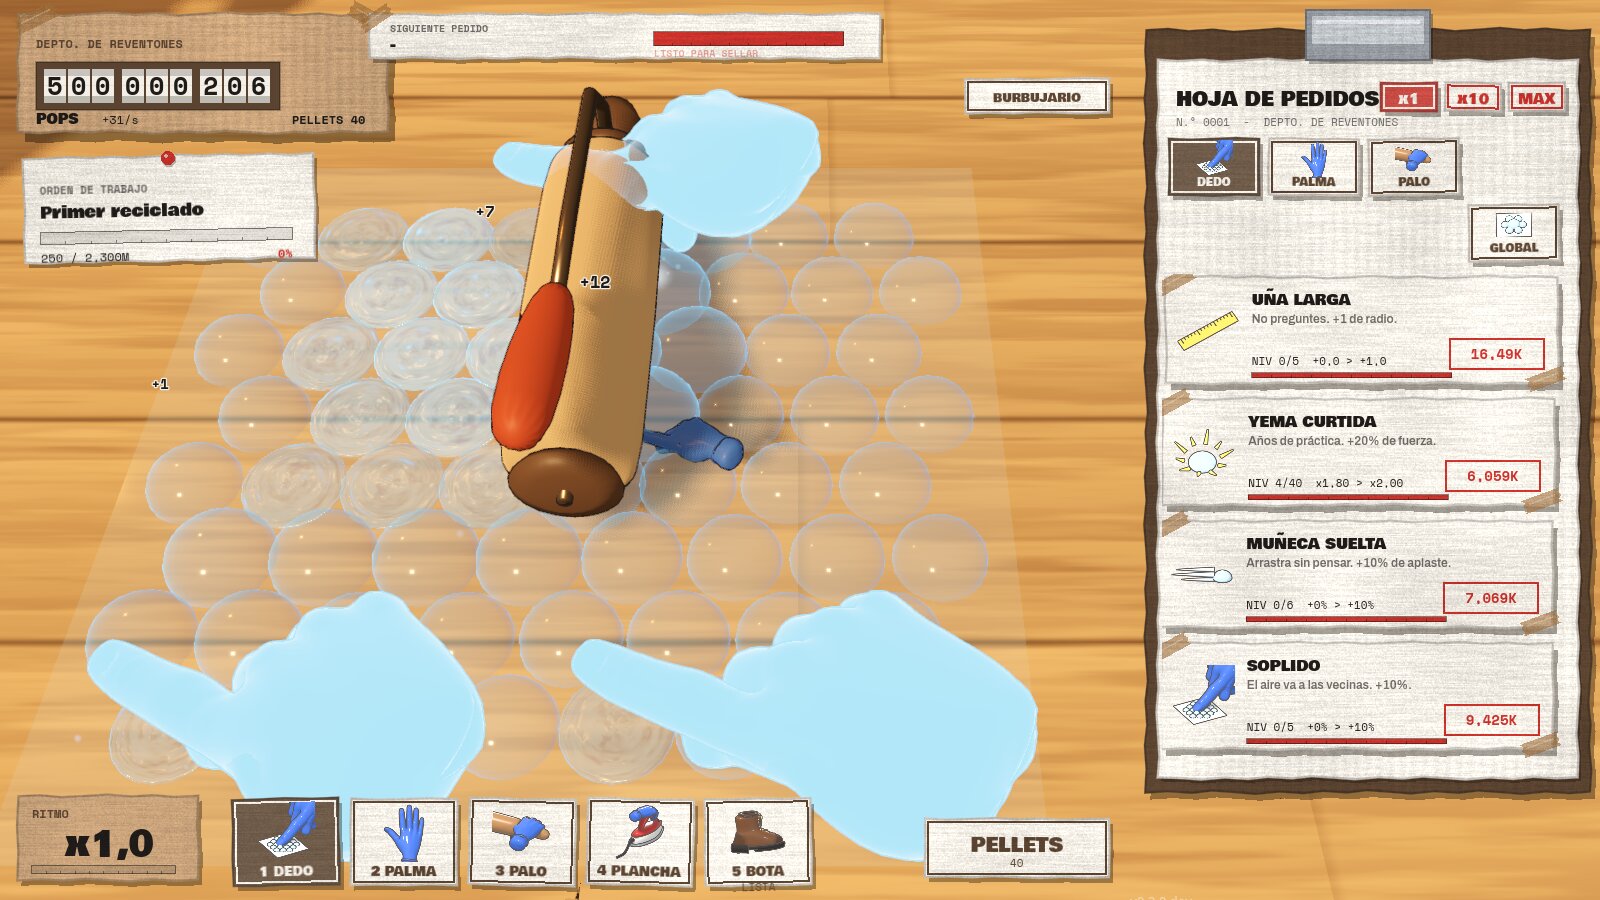 DEPTO. DE REVENTONES
500 000 206
POPS +31/s PELLETS 40
SIGUIENTE PEDIDO
-
LISTO PARA SELLAR
ORDEN DE TRABAJO
Primer reciclado
250 / 2,300M 0%
BURBUJARIO
+7
+12
+1
HOJA DE PEDIDOS x1 x10 MAX
N.° 0001 - DEPTO. DE REVENTONES
DEDO PALMA PALO
GLOBAL
UÑA LARGA
No preguntes. +1 de radio.
NIV 0/5 +0,0 > +1,0 16,49K
YEMA CURTIDA
Años de práctica. +20% de fuerza.
NIV 4/40 x1,80 > x2,00 6,059K
MUÑECA SUELTA
Arrastra sin pensar. +10% de aplaste.
NIV 0/6 +0% > +10% 7,069K
SOPLIDO
El aire va a las vecinas. +10%.
NIV 0/5 +0% > +10% 9,425K
RITMO
x1,0
1 DEDO 2 PALMA 3 PALO 4 PLANCHA 5 BOTA
LISTA
PELLETS
40